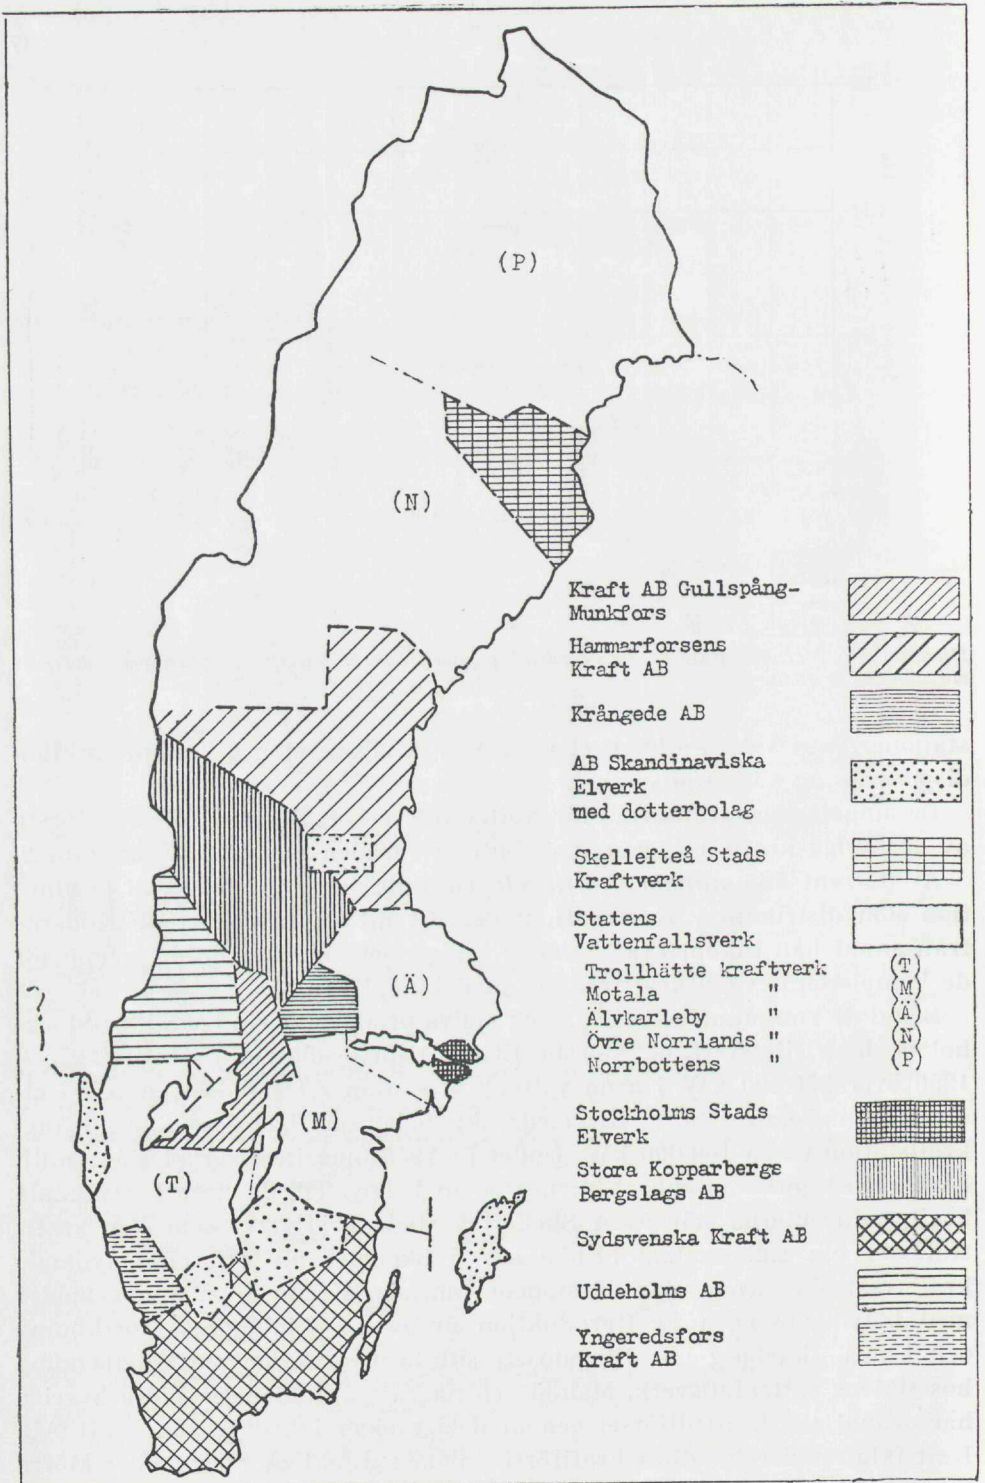 (P)
(N)
Kraft AB Gullspång-
Munkfors
Hammarforsens
Kraft AB
Krångede AB
AB Skandinaviska
Elverk
med dotterbolag
Skellefteå Stads
Kraftverk
Statens
Vattenfallsverk
Trollhätte kraftverk (T)
Motala " (M)
Älvkarleby " (Ä)
Övre Norrlands " (N)
Norrbottens " (P)
(Ä)
(M)
(T)
Stockholms Stads
Elverk
Stora Kopparbergs
Bergslags AB
Sydsvenska Kraft AB
Uddeholms AB
Yngeredsfors
Kraft AB